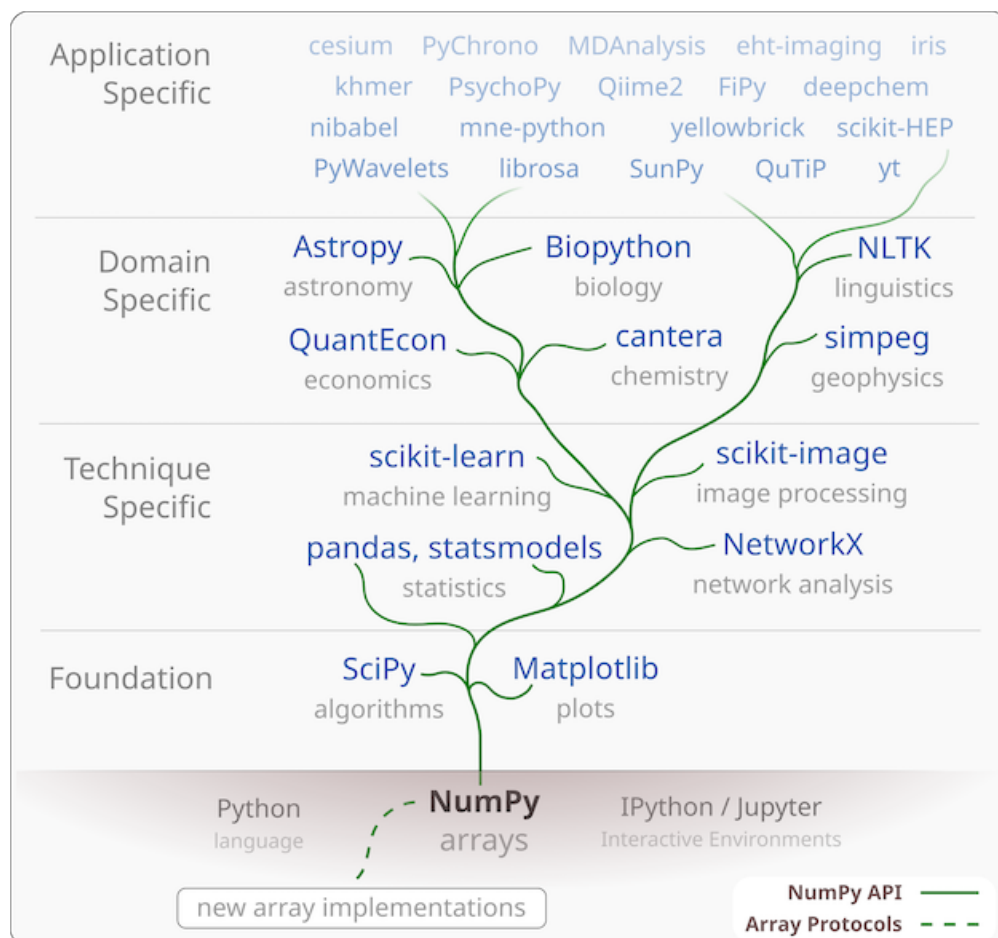 Application
Specific
cesium PyChrono MDAnalysis eht-imaging iris
khmer PsychoPy Qiime2 FiPy deepchem
nibabel mne-python yellowbrick scikit-HEP
PyWavelets librosa SunPy QuTiP yt
Domain
Specific
Astropy Biopython NLTK
astronomy biology linguistics
QuantEcon cantera simpeg
economics chemistry geophysics
Technique
Specific
scikit-learn scikit-image
machine learning image processing
pandas, statsmodels NetworkX
statistics network analysis
Foundation
SciPy Matplotlib
algorithms plots
Python NumPy IPython / Jupyter
language arrays Interactive Environments
new array implementations
NumPy API
Array Protocols